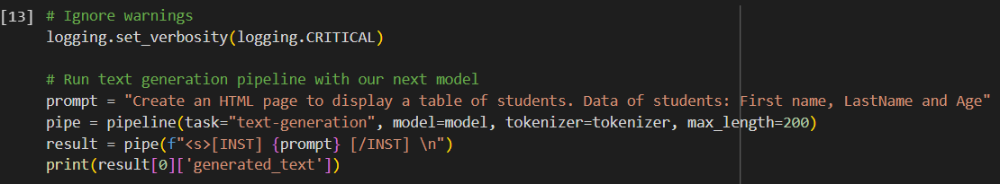 [13] # Ignore warnings
logging.set_verbosity(logging.CRITICAL)
# Run text generation pipeline with our next model
prompt = "Create an HTML page to display a table of students. Data of students: First name, LastName and Age"
pipe = pipeline(task="text-generation", model=model, tokenizer=tokenizer, max_length=200)
result = pipe(f"<s>[INST] {prompt} [/INST] \n")
print(result[0]['generated_text'])